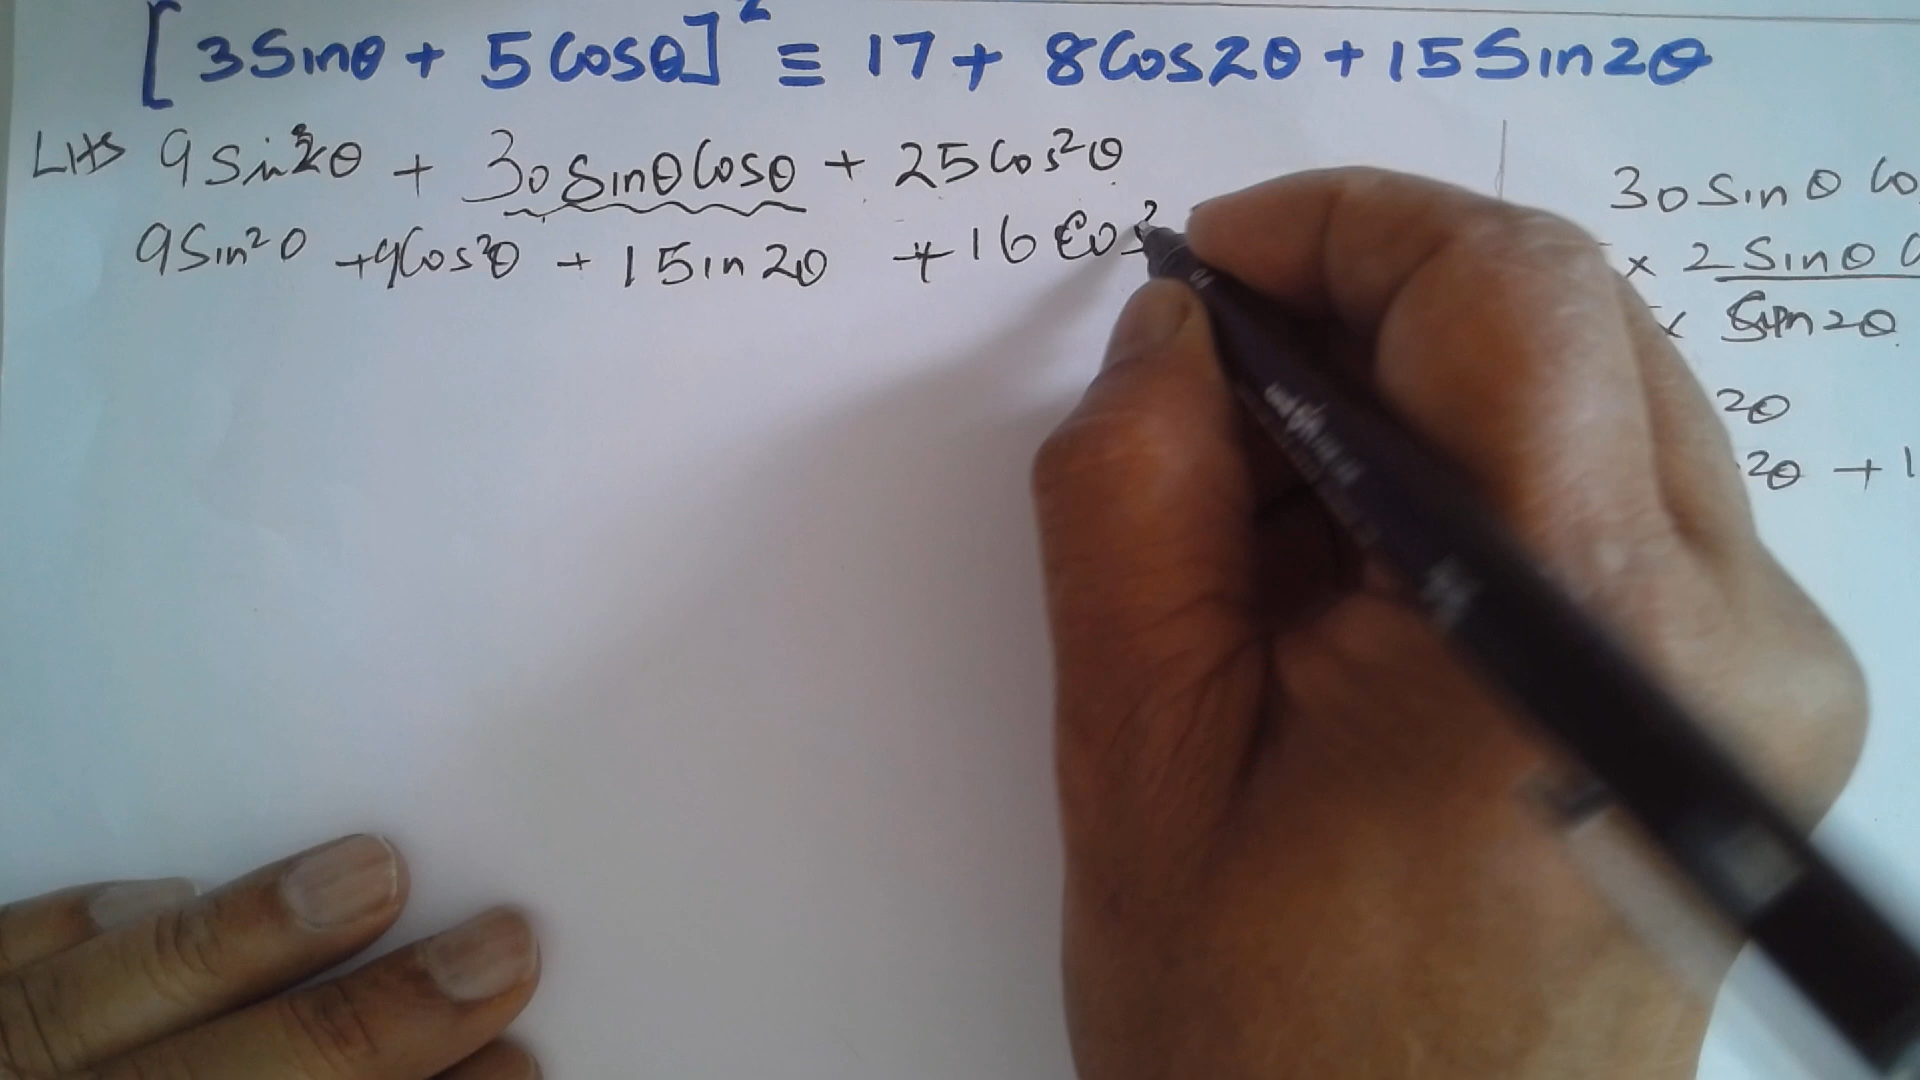 [3Sinθ + 5Cosθ]² ≡ 17 + 8Cos2θ + 15Sin2θ
LHS 9Sin²θ + 30SinθCosθ + 25Cos²θ
9Sin²θ + 9Cos²θ + 15in2θ + 16Cos²
30Sinθ Co
× 2Sinθ C
× Sin2θ
2θ
2θ + 1